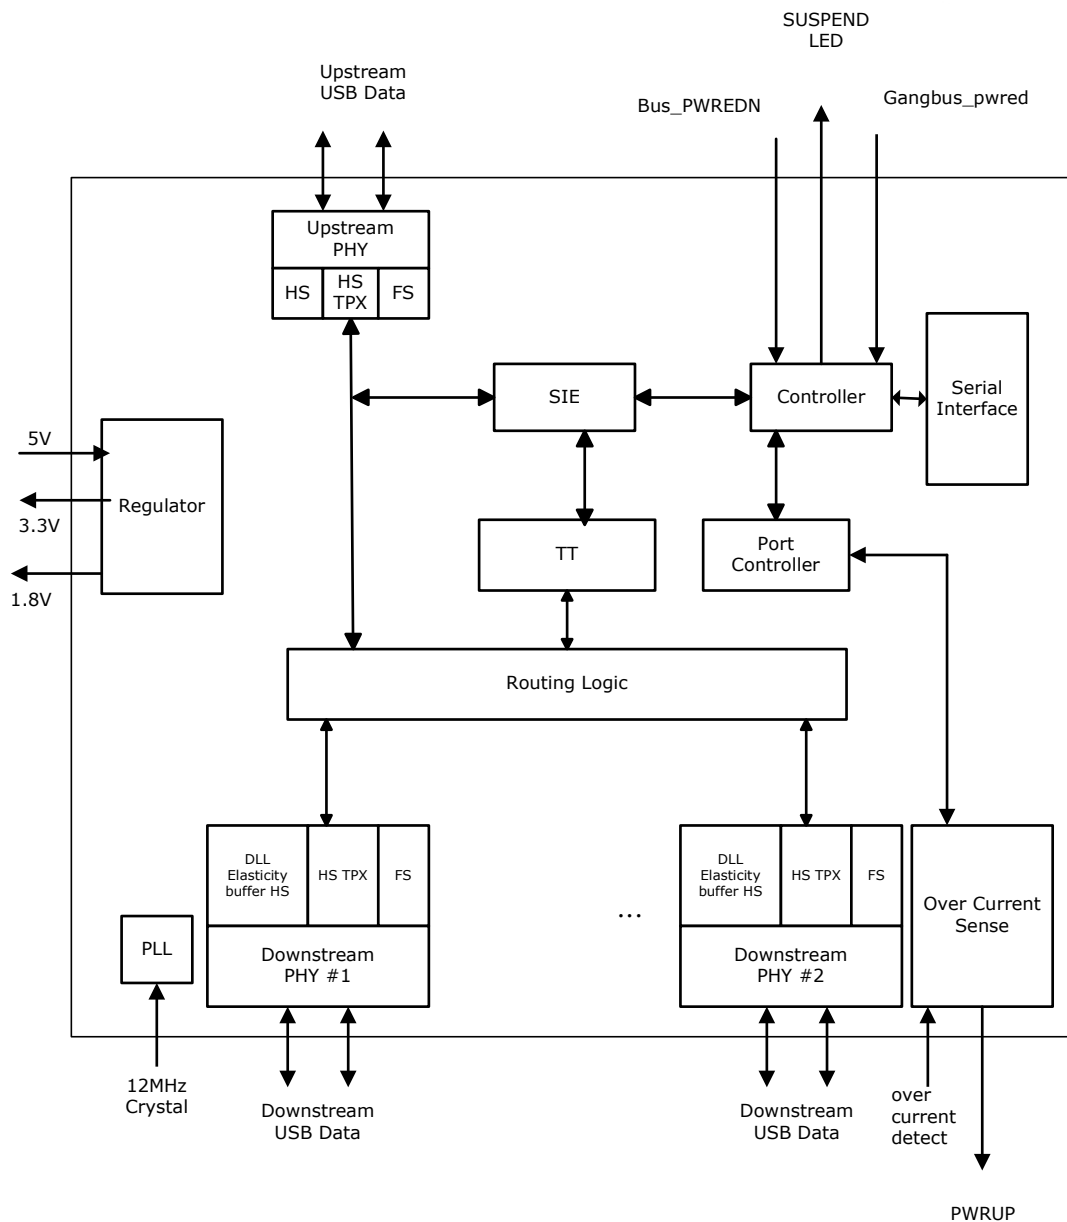 SUSPEND
LED
Upstream
USB Data
Bus_PWREDN
Gangbus_pwred
Upstream
PHY
HS
HS
TPX
FS
SIE
Controller
Serial
Interface
5V
Regulator
3.3V
1.8V
TT
Port
Controller
Routing Logic
DLL
Elasticity
buffer HS
HS TPX
FS
DLL
Elasticity
buffer HS
HS TPX
FS
...
Over Current
Sense
PLL
Downstream
PHY #1
Downstream
PHY #2
12MHz
Crystal
Downstream
USB Data
Downstream
USB Data
over
current
detect
PWRUP